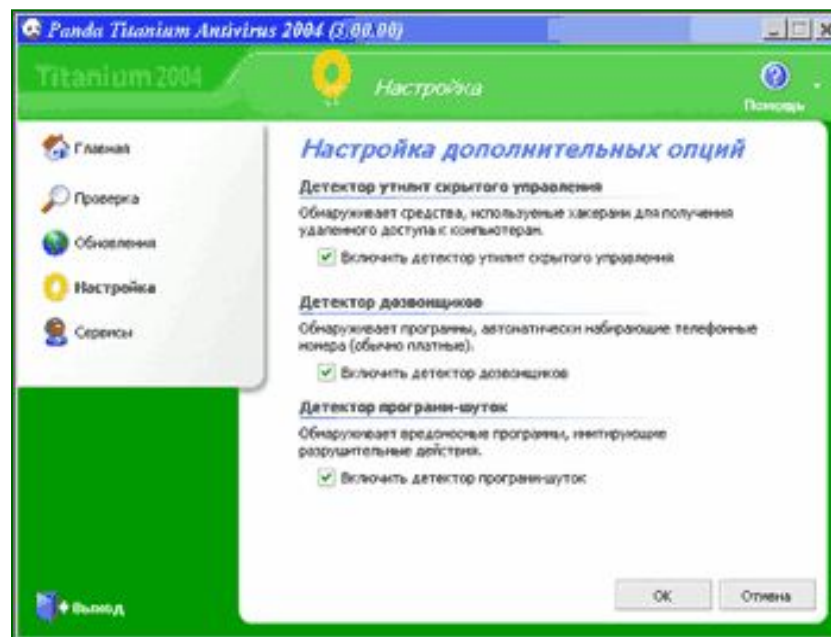 Panda Titanium Antivirus 2004 (3.00.00)
Titanium 2004
Настройка
Помощь
Главная
Проверка
Обновления
Настройка
Сервисы
Выход
Настройка дополнительных опций
Детектор утилит скрытого управления
Обнаруживает средства, используемые хакерами для получения
удаленного доступа к компьютерам.
Включить детектор утилит скрытого управления
Детектор дозвонщиков
Обнаруживает программы, автоматически набирающие телефонные
номера (обычно платные).
Включить детектор дозвонщиков
Детектор программ-шуток
Обнаруживает вредоносные программы, имитирующие
разрушительные действия.
Включить детектор программ-шуток
OK
Отмена